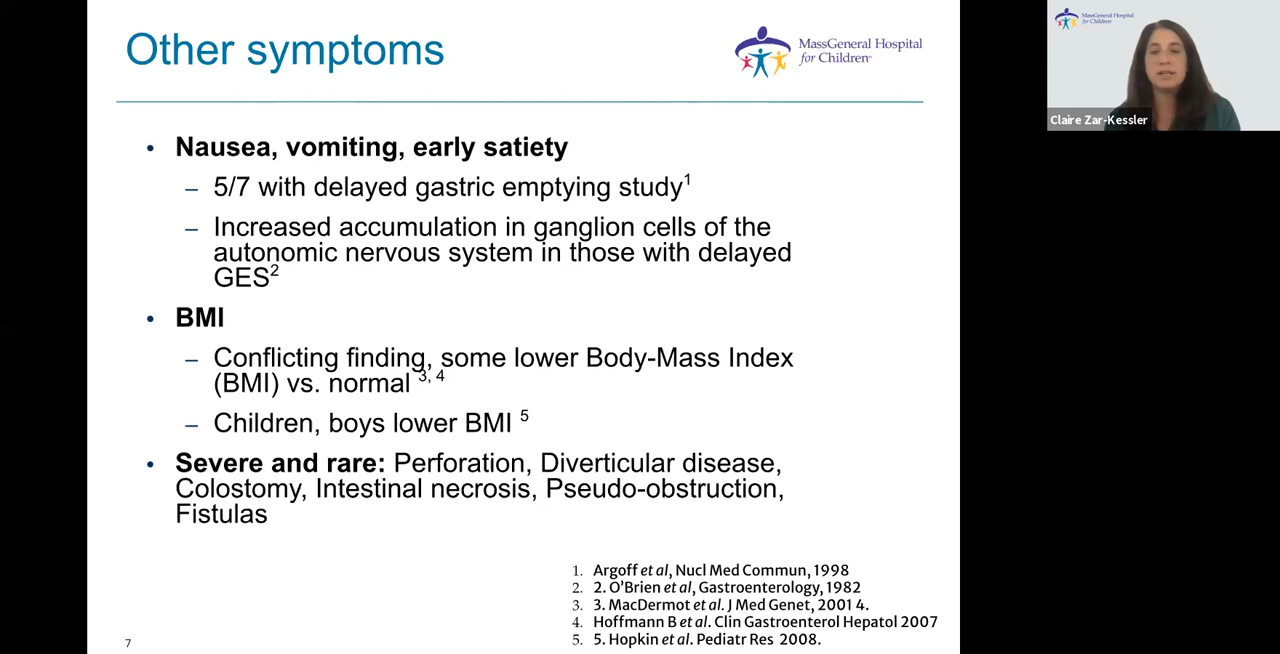 Other symptoms
MassGeneral Hospital
for Children™
• Nausea, vomiting, early satiety
– 5/7 with delayed gastric emptying study1
– Increased accumulation in ganglion cells of the
autonomic nervous system in those with delayed
GES2
• BMI
– Conflicting finding, some lower Body-Mass Index
(BMI) vs. normal 3, 4
– Children, boys lower BMI 5
• Severe and rare: Perforation, Diverticular disease,
Colostomy, Intestinal necrosis, Pseudo-obstruction,
Fistulas
1. Argoff et al, Nucl Med Commun, 1998
2. 2. O’Brien et al, Gastroenterology, 1982
3. 3. MacDermot et al. J Med Genet, 2001 4.
4. Hoffmann B et al. Clin Gastroenterol Hepatol 2007
5. 5. Hopkin et al. Pediatr Res 2008.
7
MassGeneral Hospital
for Children
Claire Zar-Kessler